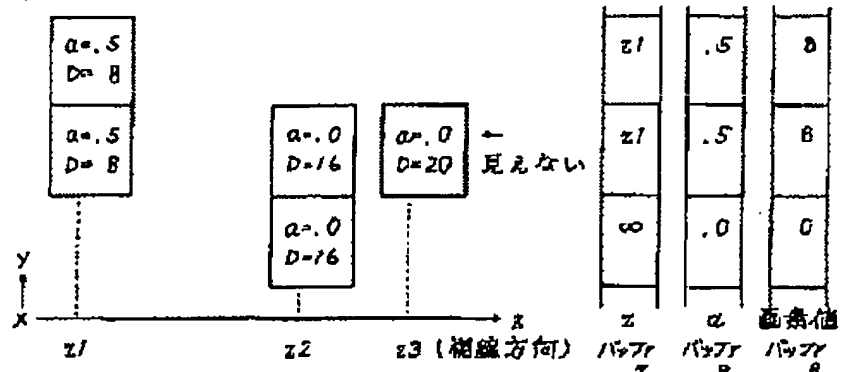 a=.5
D=8
a=.5
D=8
a=.0
D=16
a=.0
D=16
a=.0
D=20
←
見えない
z1 .5 8
z1 .5 8
∞ .0 0
Y
X
z
z1 z2 z3 (視線方向)
z α 画素値
バッファ バッファ バッファ